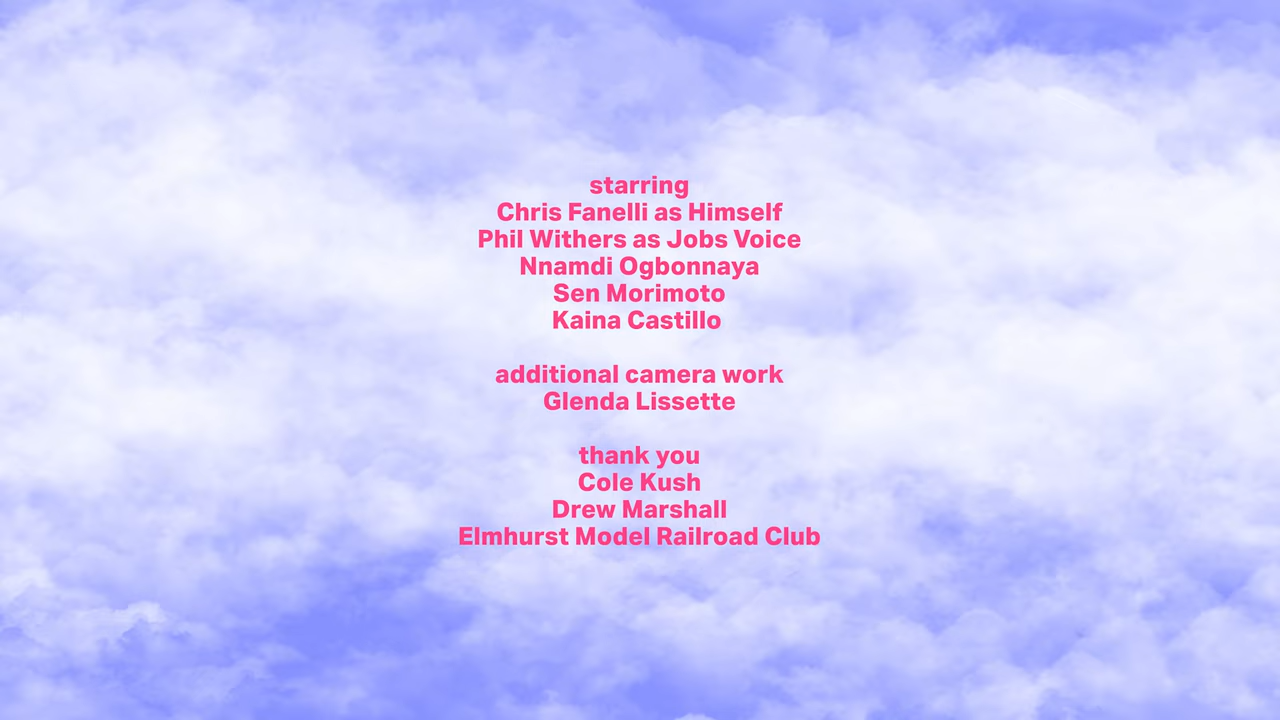 starring
Chris Fanelli as Himself
Phil Withers as Jobs Voice
Nnamdi Ogbonnaya
Sen Morimoto
Kaina Castillo
additional camera work
Glenda Lissette
thank you
Cole Kush
Drew Marshall
Elmhurst Model Railroad Club